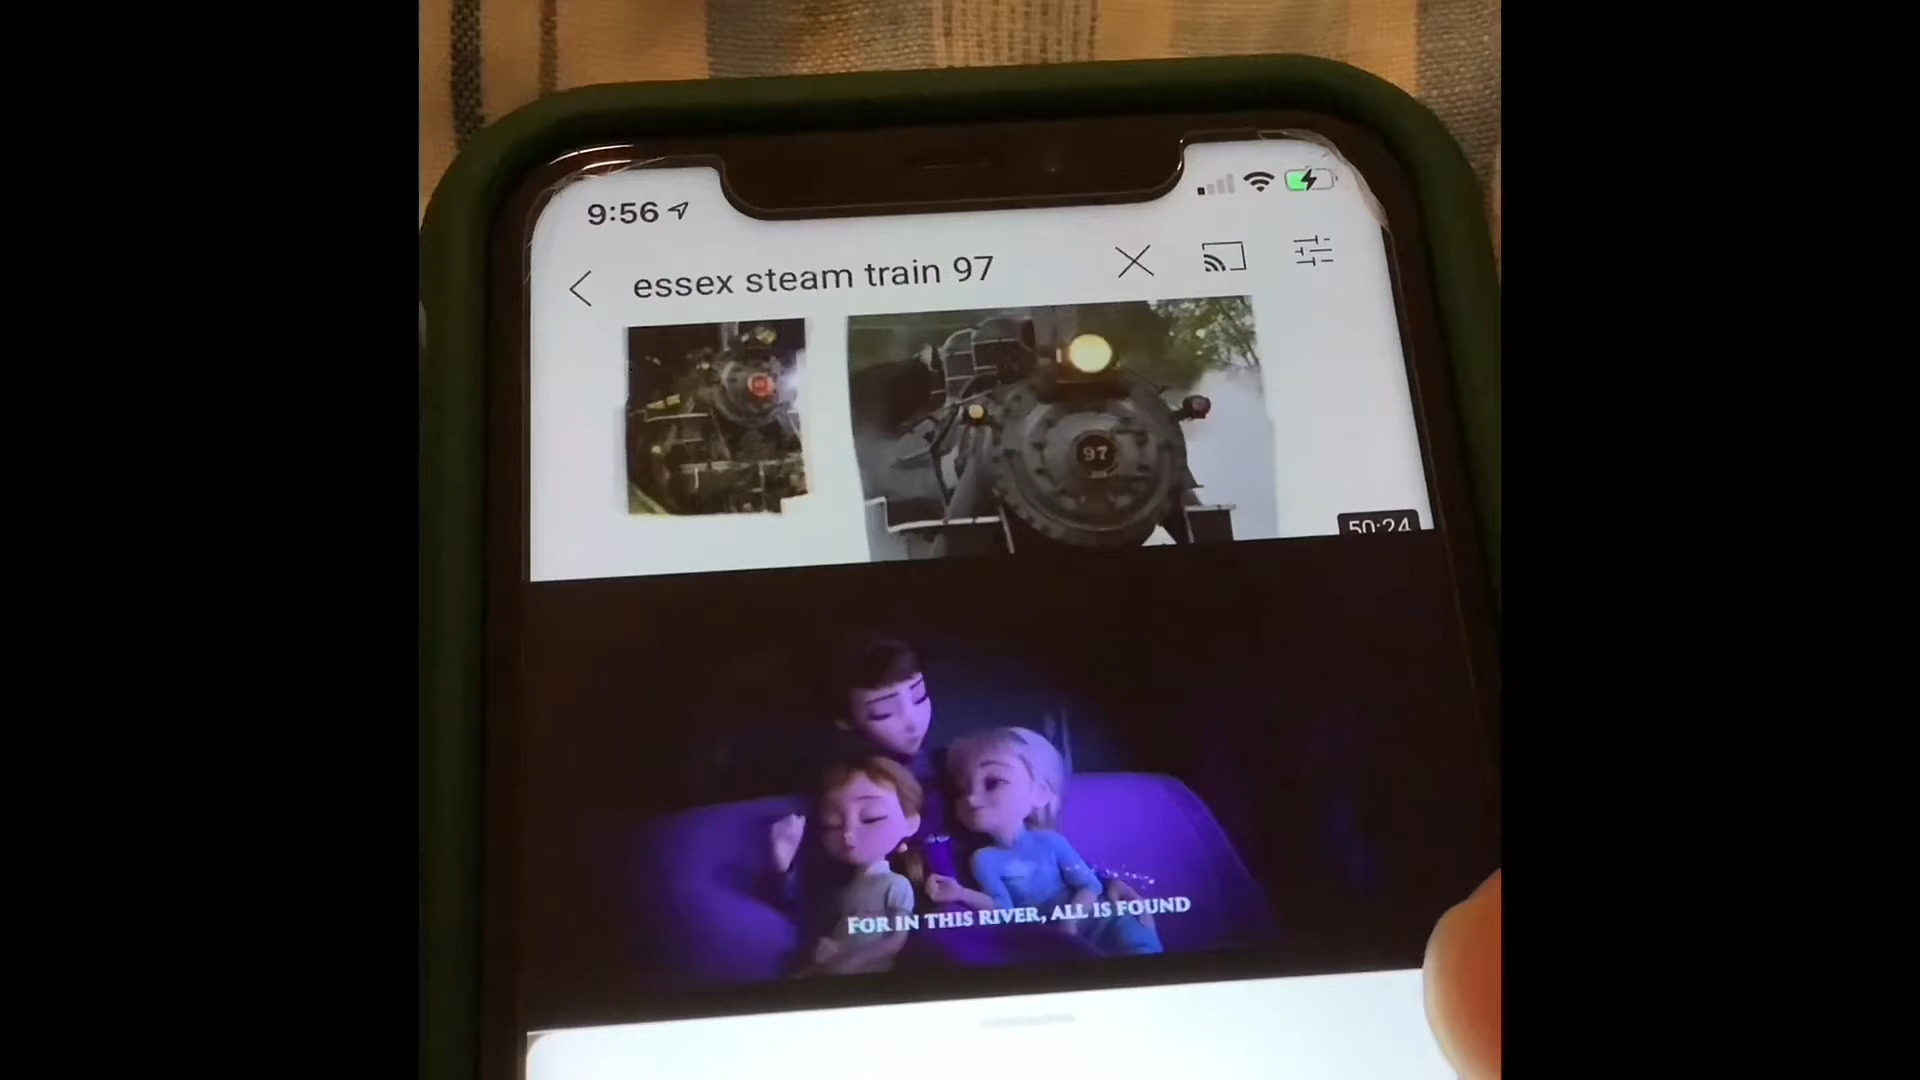 9:56
essex steam train 97
97
50:24
FOR IN THIS RIVER, ALL IS FOUND